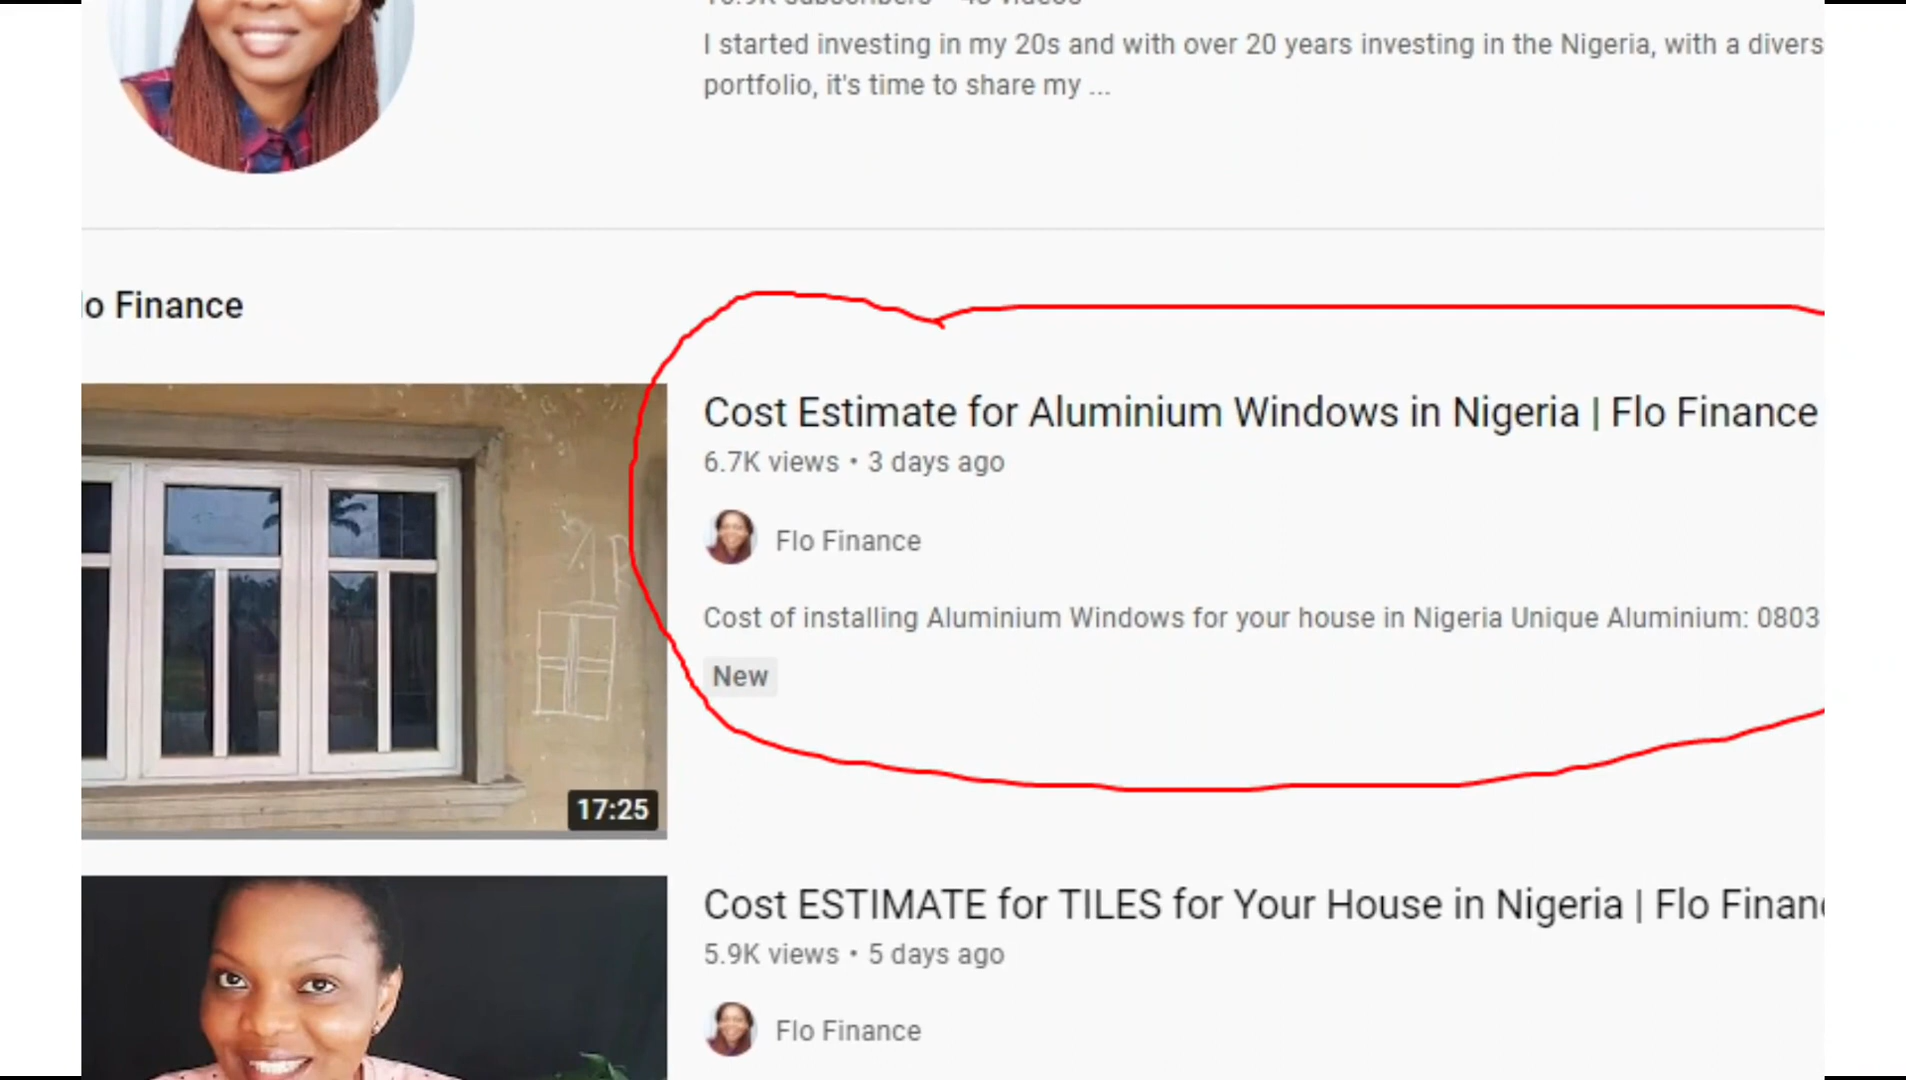 I started investing in my 20s and with over 20 years investing in the Nigeria, with a divers
portfolio, it's time to share my ...
lo Finance
Cost Estimate for Aluminium Windows in Nigeria | Flo Finance
6.7K views • 3 days ago
Flo Finance
Cost of installing Aluminium Windows for your house in Nigeria Unique Aluminium: 0803
New
17:25
Cost ESTIMATE for TILES for Your House in Nigeria | Flo Finan
5.9K views • 5 days ago
Flo Finance